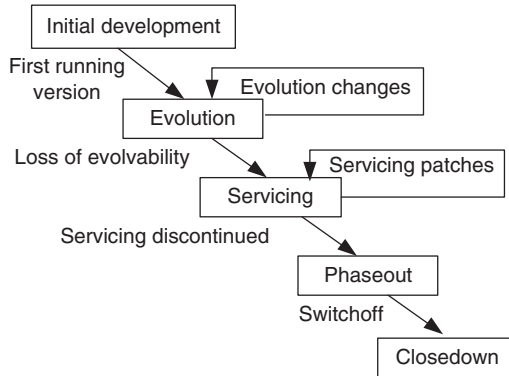 Initial development
First running
version
Evolution changes
Evolution
Loss of evolvability
Servicing patches
Servicing
Servicing discontinued
Phaseout
Switchoff
Closedown